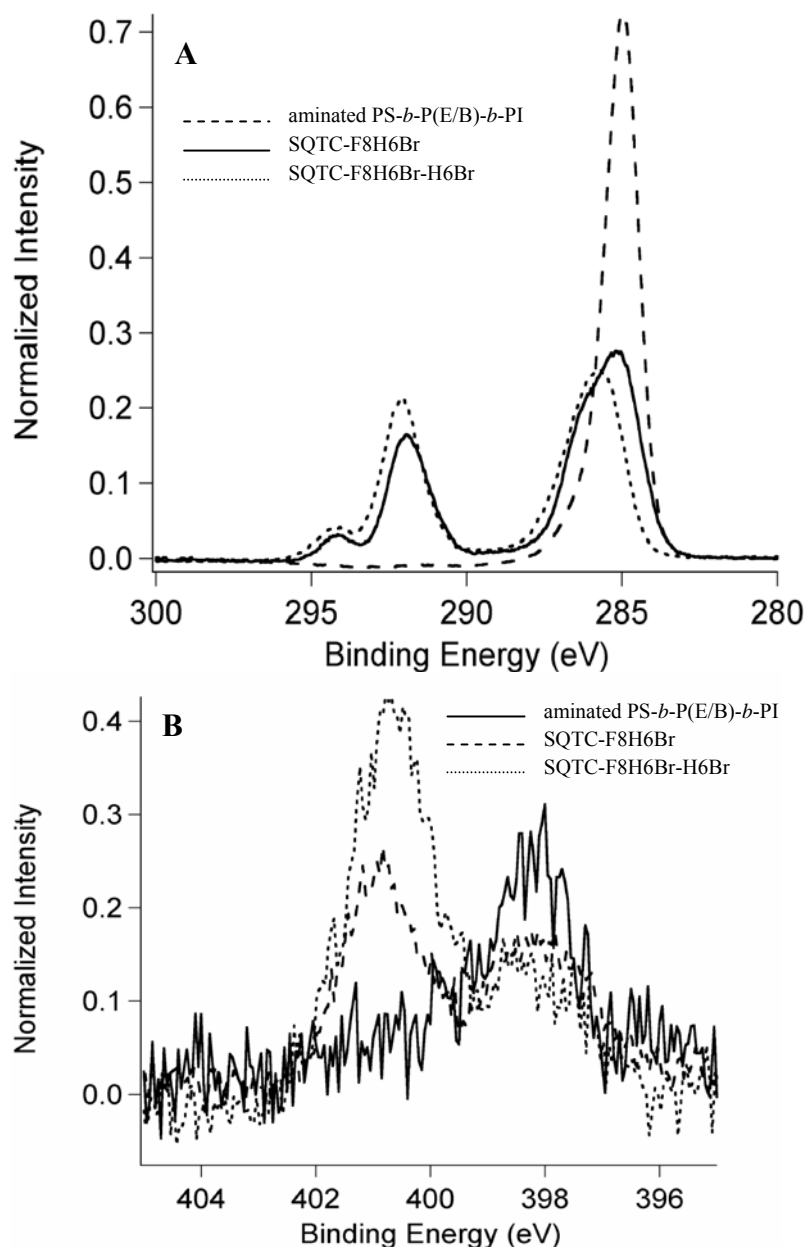 A
aminated PS-b-P(E/B)-b-PI
SQTC-F8H6Br
SQTC-F8H6Br-H6Br
Normalized Intensity
0.7
0.6
0.5
0.4
0.3
0.2
0.1
0.0
300 295 290 285 280
Binding Energy (eV)
B
aminated PS-b-P(E/B)-b-PI
SQTC-F8H6Br
SQTC-F8H6Br-H6Br
Normalized Intensity
0.4
0.3
0.2
0.1
0.0
404 402 400 398 396
Binding Energy (eV)